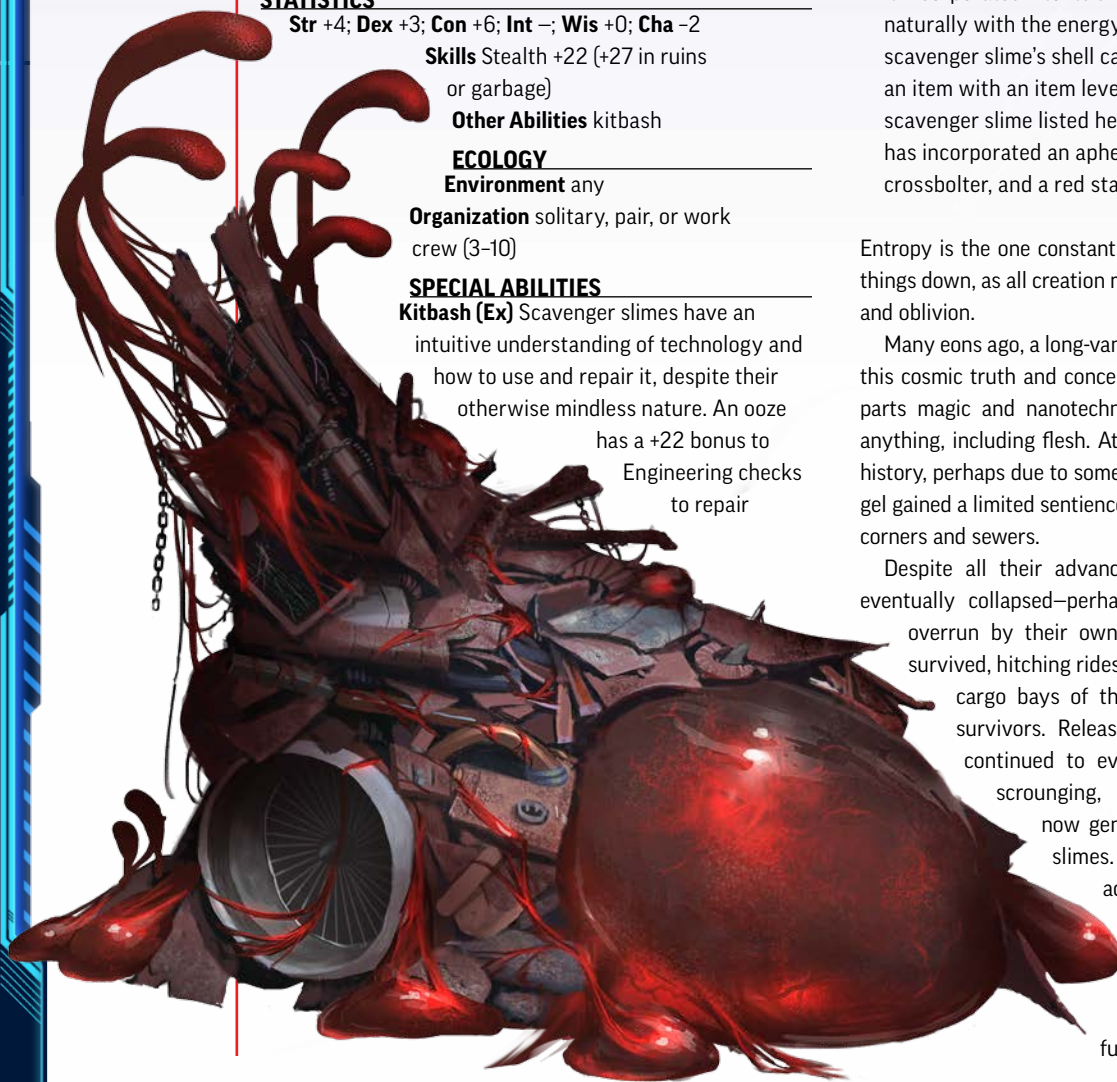 STATISTICS
Str +4; Dex +3; Con +6; Int —; Wis +0; Cha –2
Skills Stealth +22 (+27 in ruins
or garbage)
Other Abilities kitbash
ECOLOGY
Environment any
Organization solitary, pair, or work
crew (3–10)
SPECIAL ABILITIES
Kitbash (Ex) Scavenger slimes have an
intuitive understanding of technology and
how to use and repair it, despite their
otherwise mindless nature. An ooze
has a +22 bonus to
Engineering checks
to repair
naturally with the energy
scavenger slime’s shell ca
an item with an item leve
scavenger slime listed he
has incorporated an aphe
crossbolter, and a red sta
Entropy is the one constant
things down, as all creation
and oblivion.
Many eons ago, a long-van
this cosmic truth and conce
parts magic and nanotech
anything, including flesh. At
history, perhaps due to some
gel gained a limited sentience
corners and sewers.
Despite all their advanc
eventually collapsed—perha
overrun by their own
survived, hitching rides
cargo bays of th
survivors. Releas
continued to ev
scrounging,
now gen
slimes.
fu